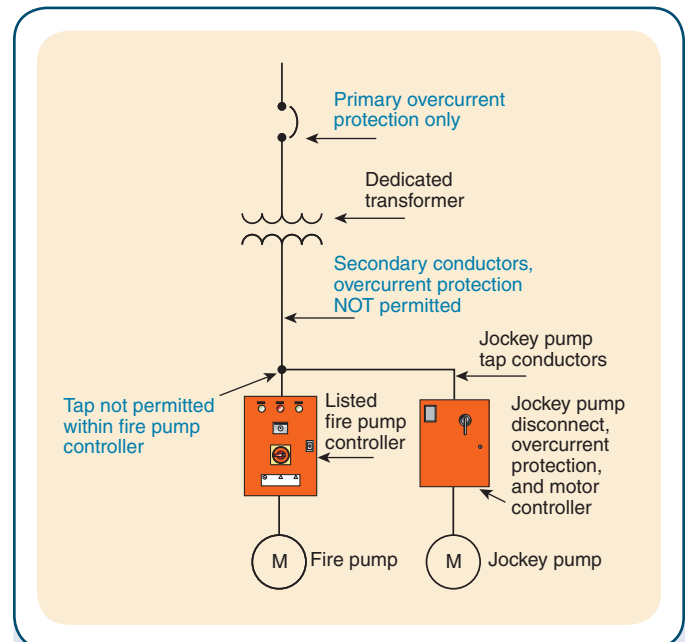 Primary overcurrent
protection only
Dedicated
transformer
Secondary conductors,
overcurrent protection
NOT permitted
Jockey pump
tap conductors
Tap not permitted
within fire pump
controller
Listed
fire pump
controller
Jockey pump
disconnect,
overcurrent
protection,
and motor
controller
M
Fire pump
M
Jockey pump